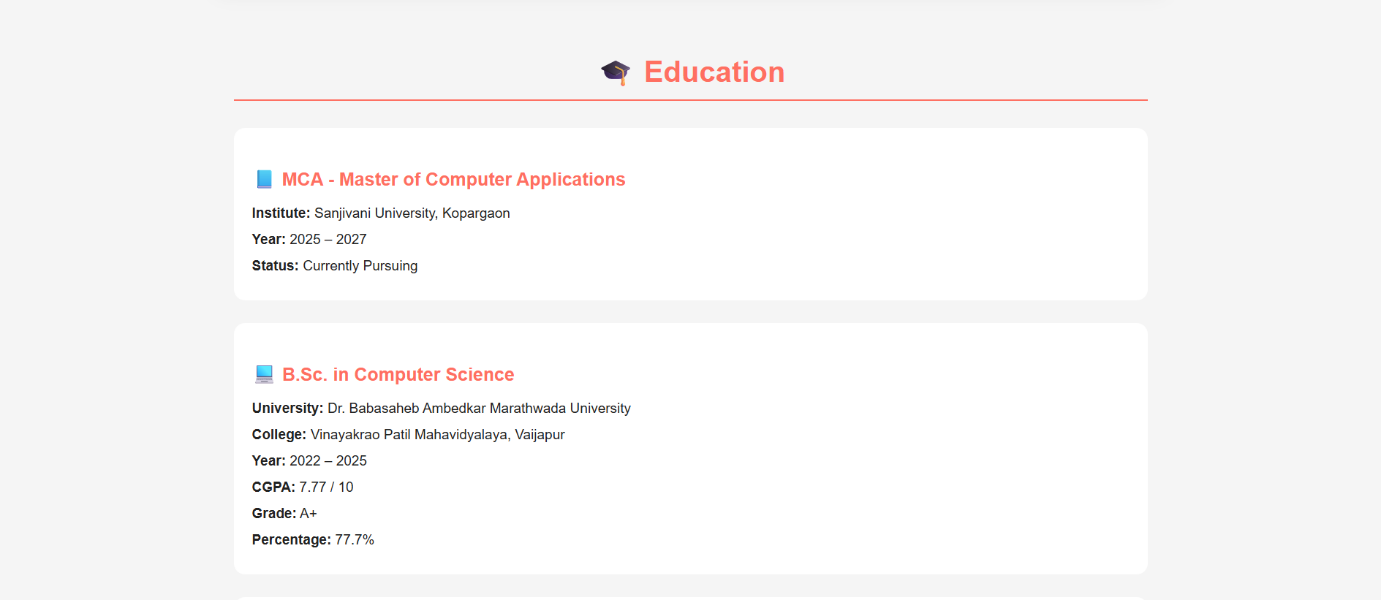 Education
MCA - Master of Computer Applications
Institute: Sanjivani University, Kopargaon
Year: 2025 – 2027
Status: Currently Pursuing
B.Sc. in Computer Science
University: Dr. Babasaheb Ambedkar Marathwada University
College: Vinayakrao Patil Mahavidyalaya, Vaijapur
Year: 2022 – 2025
CGPA: 7.77 / 10
Grade: A+
Percentage: 77.7%